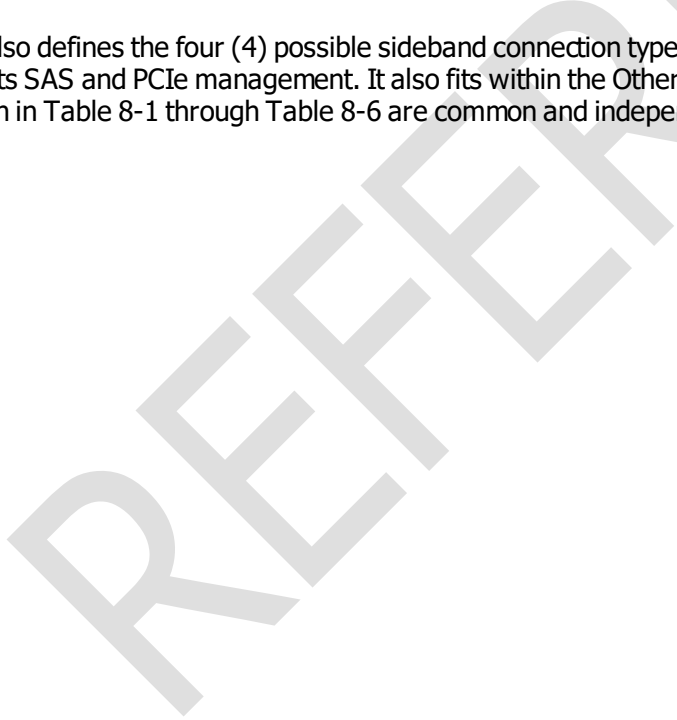 lso defines the four (4) possible sideband connection type
ts SAS and PCIe management. It also fits within the Other
n in Table 8-1 through Table 8-6 are common and indepe
REFER